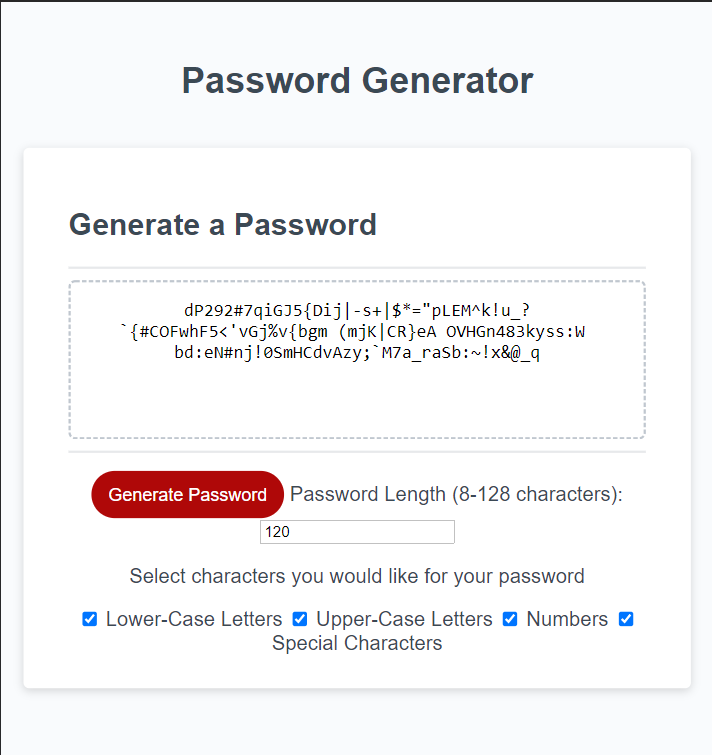 Password Generator
Generate a Password
dP292#7qiGJ5{Dij|-s+|$*="pLEM^k!u_?
`{#COFwhF5<'vGj%v{bgm (mjK|CR}eA OVHGn483kyss:W
bd:eN#nj!0SmHCdvAzy;`M7a_raSb:~!x&@_q
Generate Password Password Length (8-128 characters):
120
Select characters you would like for your password
Lower-Case Letters Upper-Case Letters Numbers
Special Characters